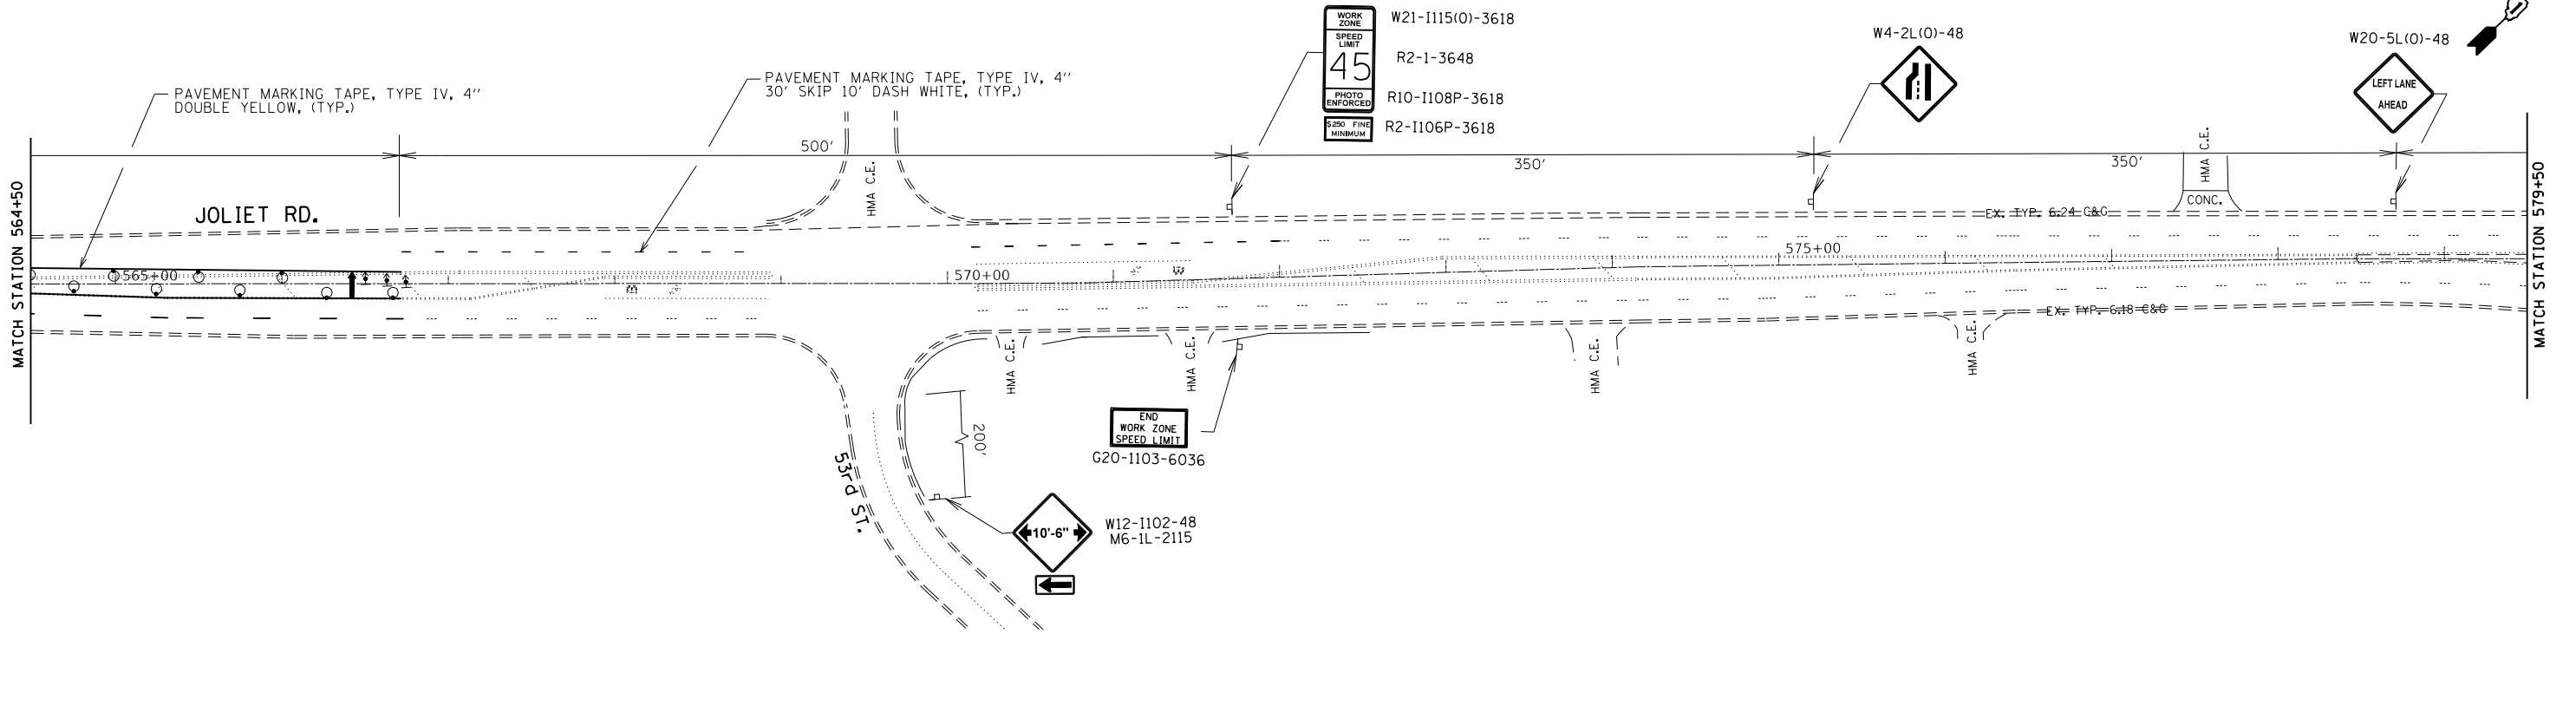 WORK
ZONE
SPEED
LIMIT
45
PHOTO
ENFORCED
$250 FINE
MINIMUM
W21-I115(O)-3618
R2-1-3648
R10-I108P-3618
R2-I106P-3618
W4-2L(O)-48
W20-5L(O)-48
LEFT LANE
AHEAD
PAVEMENT MARKING TAPE, TYPE IV, 4"
DOUBLE YELLOW, (TYP.)
PAVEMENT MARKING TAPE, TYPE IV, 4"
30' SKIP 10' DASH WHITE, (TYP.)
500'
350'
350'
HMA C.E.
HMA C.E.
CONC.
MATCH STATION 564+50
MATCH STATION 579+50
JOLIET RD.
EX. TYP. 6.24 C&G
565+00
570+00
575+00
EX. TYP. 6.18 C&G
HMA C.E.
HMA C.E.
HMA C.E.
HMA C.E.
END
WORK ZONE
SPEED LIMIT
G20-1103-6036
200'
53rd ST.
10'-6"
W12-I102-48
M6-1L-2115